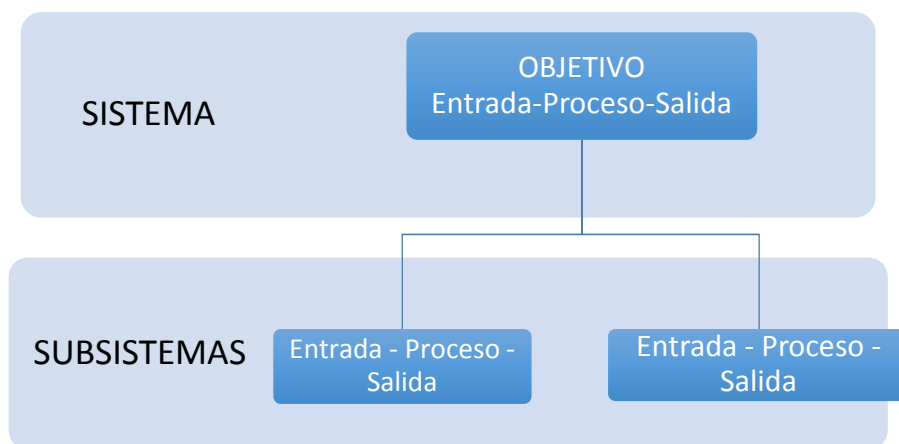 SISTEMA
OBJETIVO
Entrada-Proceso-Salida
SUBSISTEMAS
Entrada - Proceso -
Salida
Entrada - Proceso -
Salida